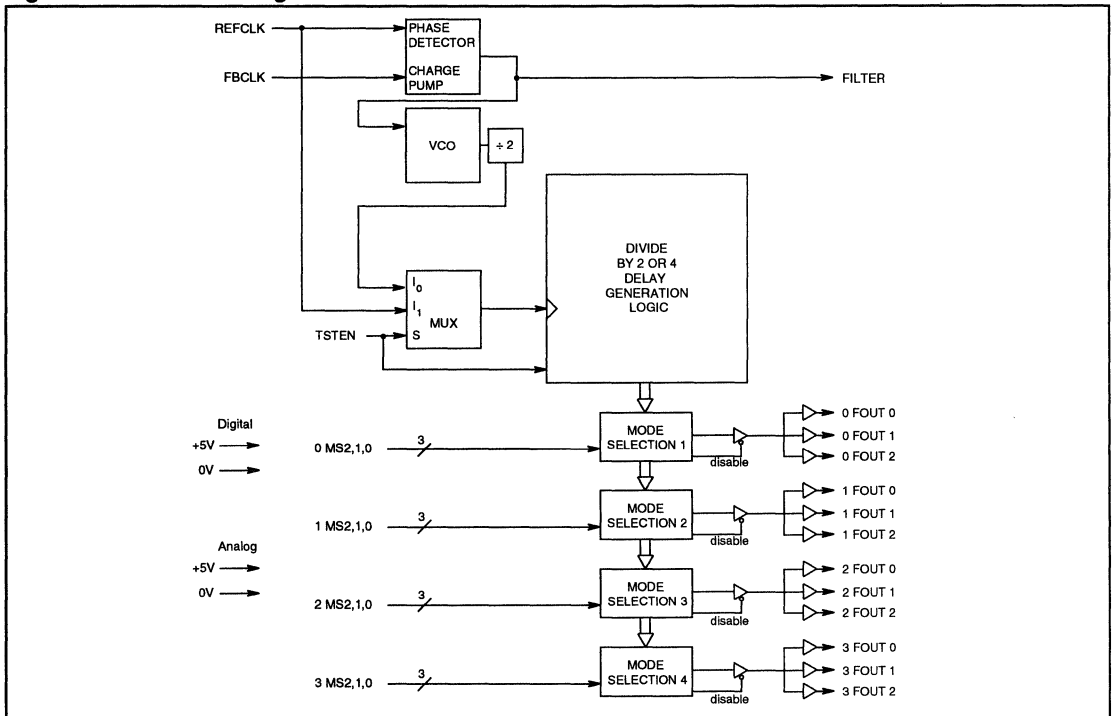 REFCLK
PHASE
DETECTOR
FBCLK
CHARGE
PUMP
FILTER
VCO
÷ 2
DIVIDE
BY 2 OR 4
DELAY
GENERATION
LOGIC
I0
I1
MUX
TSTEN
S
Digital
+5V
0V
0 MS2,1,0
3
MODE
SELECTION 1
disable
0 FOUT 0
0 FOUT 1
0 FOUT 2
1 MS2,1,0
3
MODE
SELECTION 2
disable
1 FOUT 0
1 FOUT 1
1 FOUT 2
Analog
+5V
0V
2 MS2,1,0
3
MODE
SELECTION 3
disable
2 FOUT 0
2 FOUT 1
2 FOUT 2
3 MS2,1,0
3
MODE
SELECTION 4
disable
3 FOUT 0
3 FOUT 1
3 FOUT 2